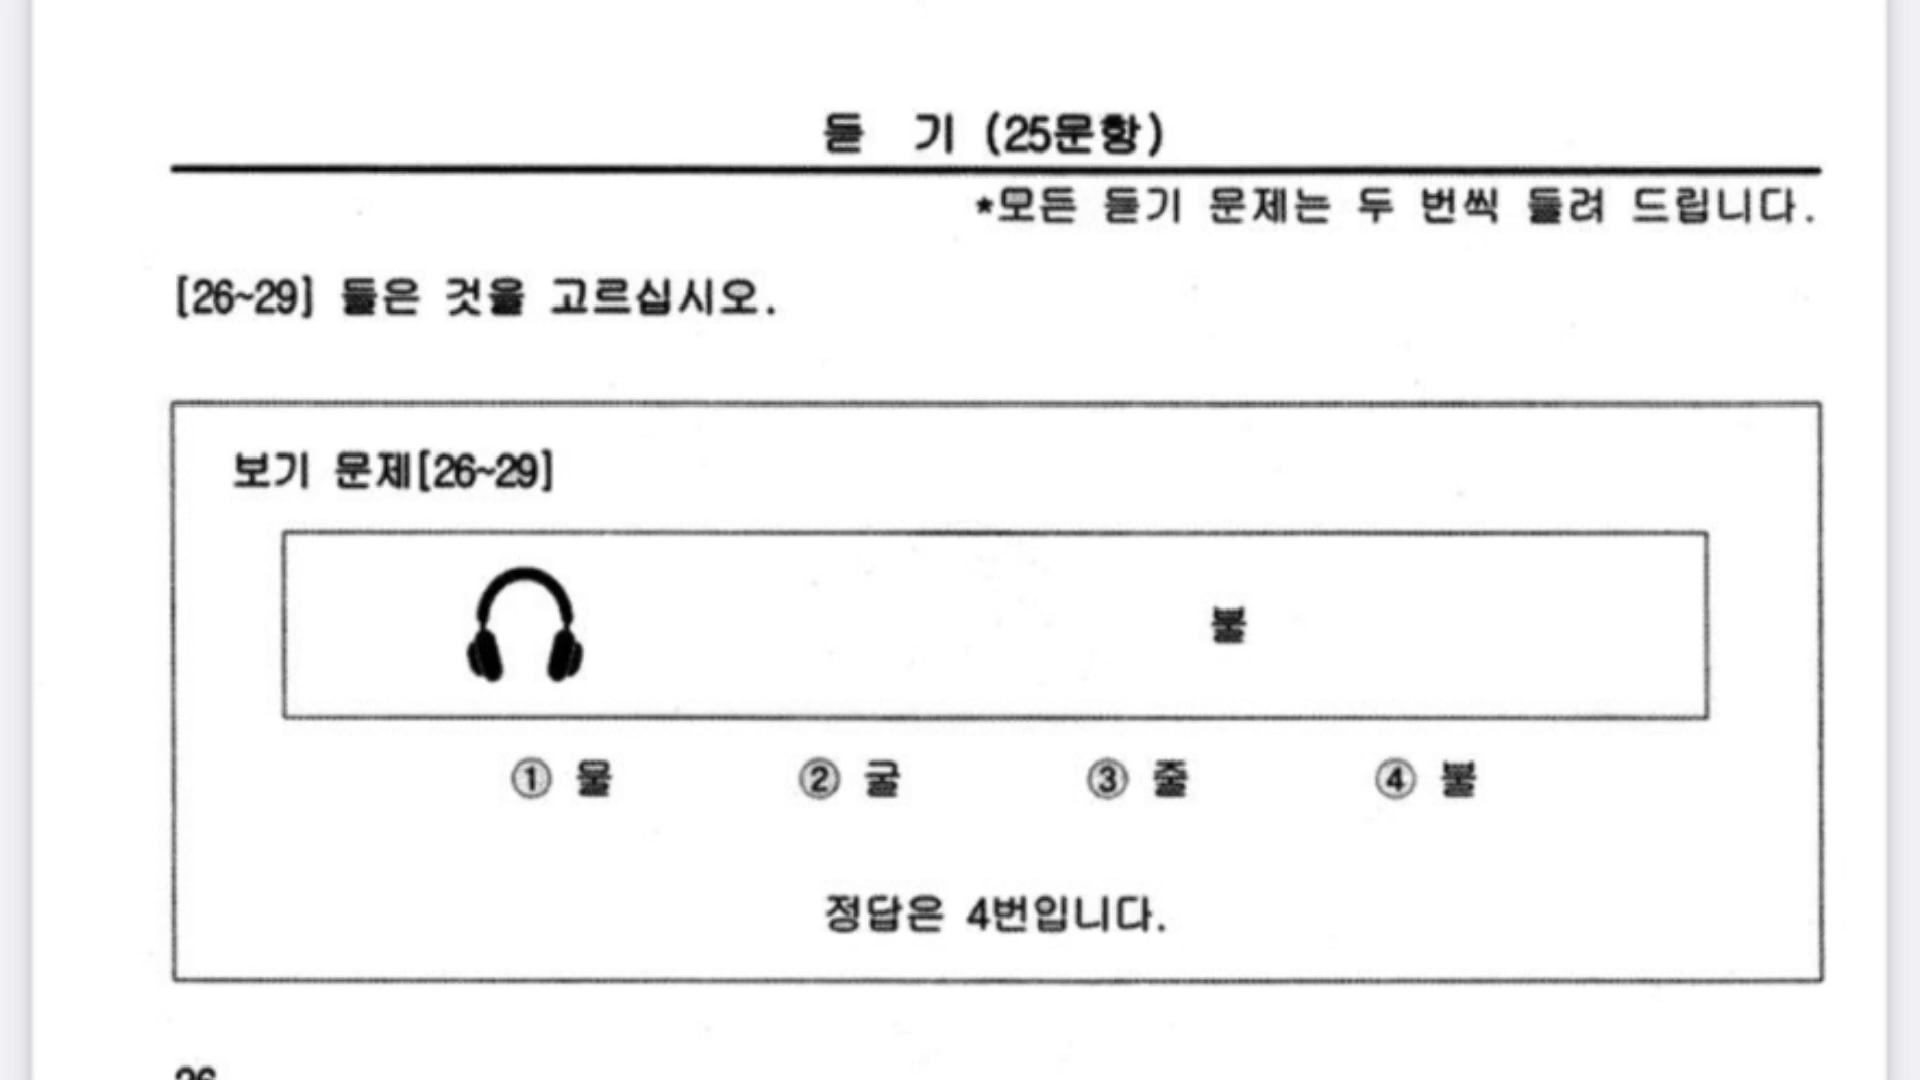 듣 기 (25문항)
*모든 듣기 문제는 두 번씩 들려 드립니다.
[26~29] 들은 것을 고르십시오.
보기 문제[26~29]
불
① 물 ② 굴 ③ 줄 ④ 불
정답은 4번입니다.
26